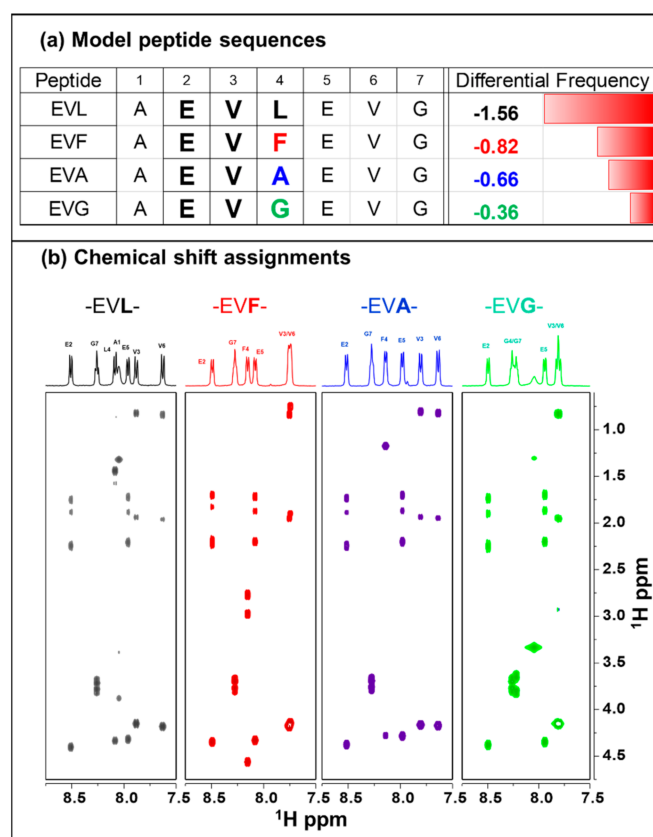 (a) Model peptide sequences
Peptide 1 2 3 4 5 6 7 Differential Frequency
EVL A E V L E V G -1.56
EVF A E V F E V G -0.82
EVA A E V A E V G -0.66
EVG A E V G E V G -0.36
(b) Chemical shift assignments
-EVL- -EVF- -EVA- -EVG-
E2 G7 L4 A1 E5 V3 V6
E2 G7 F4 E5 V3/V6
E2 G7 F4 E5 V3 V6
E2 G4/G7 E5 V3/V6
1.0
1.5
2.0
2.5
3.0
3.5
4.0
4.5
¹H ppm
8.5 8.0 7.5 8.5 8.0 7.5 8.5 8.0 7.5 8.5 8.0 7.5
¹H ppm